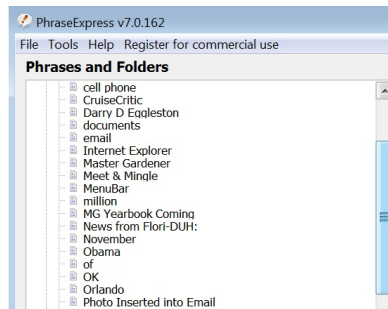 PhraseExpress v7.0.162
File Tools Help Register for commercial use
Phrases and Folders
cell phone
CruiseCritic
Darry D Eggleston
documents
email
Internet Explorer
Master Gardener
Meet & Mingle
MenuBar
million
MG Yearbook Coming
News from Flori-DUH:
November
Obama
of
OK
Orlando
Photo Inserted into Email